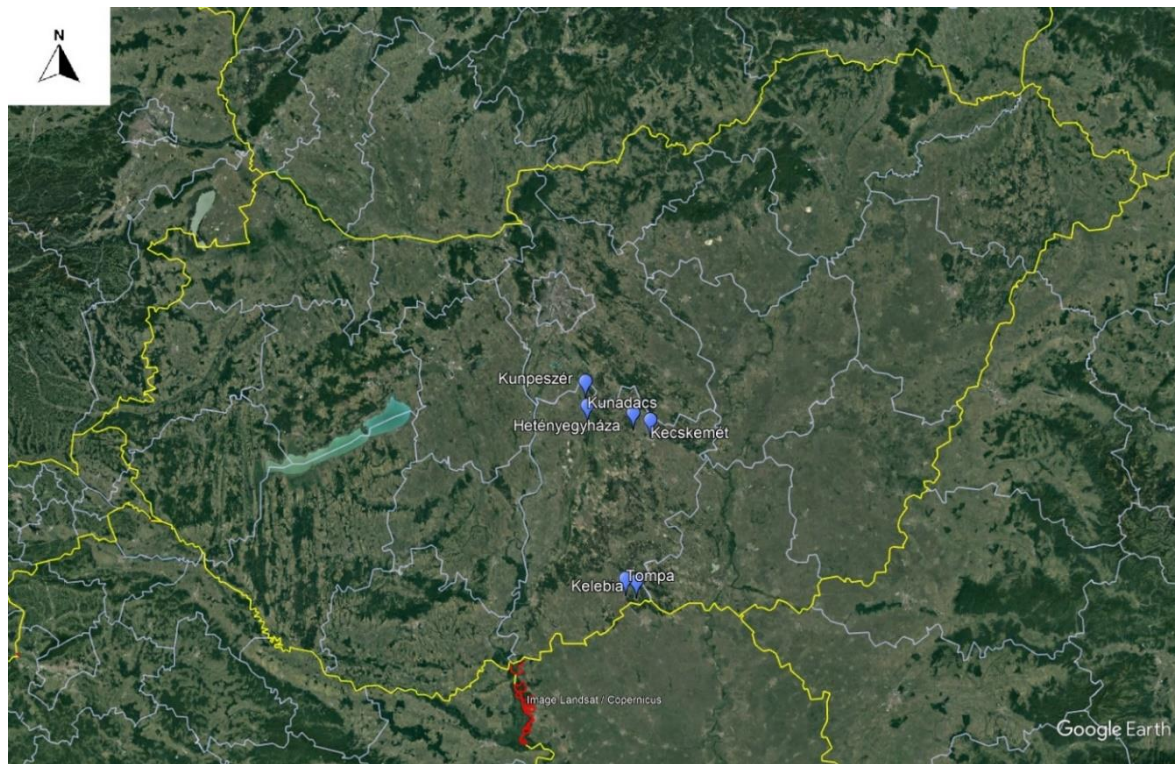 N
Kunpeszér
Kunadacs
Hetényegyháza
Kecskemét
Tompa
Kelebia
Image Landsat / Copernicus
Google Earth